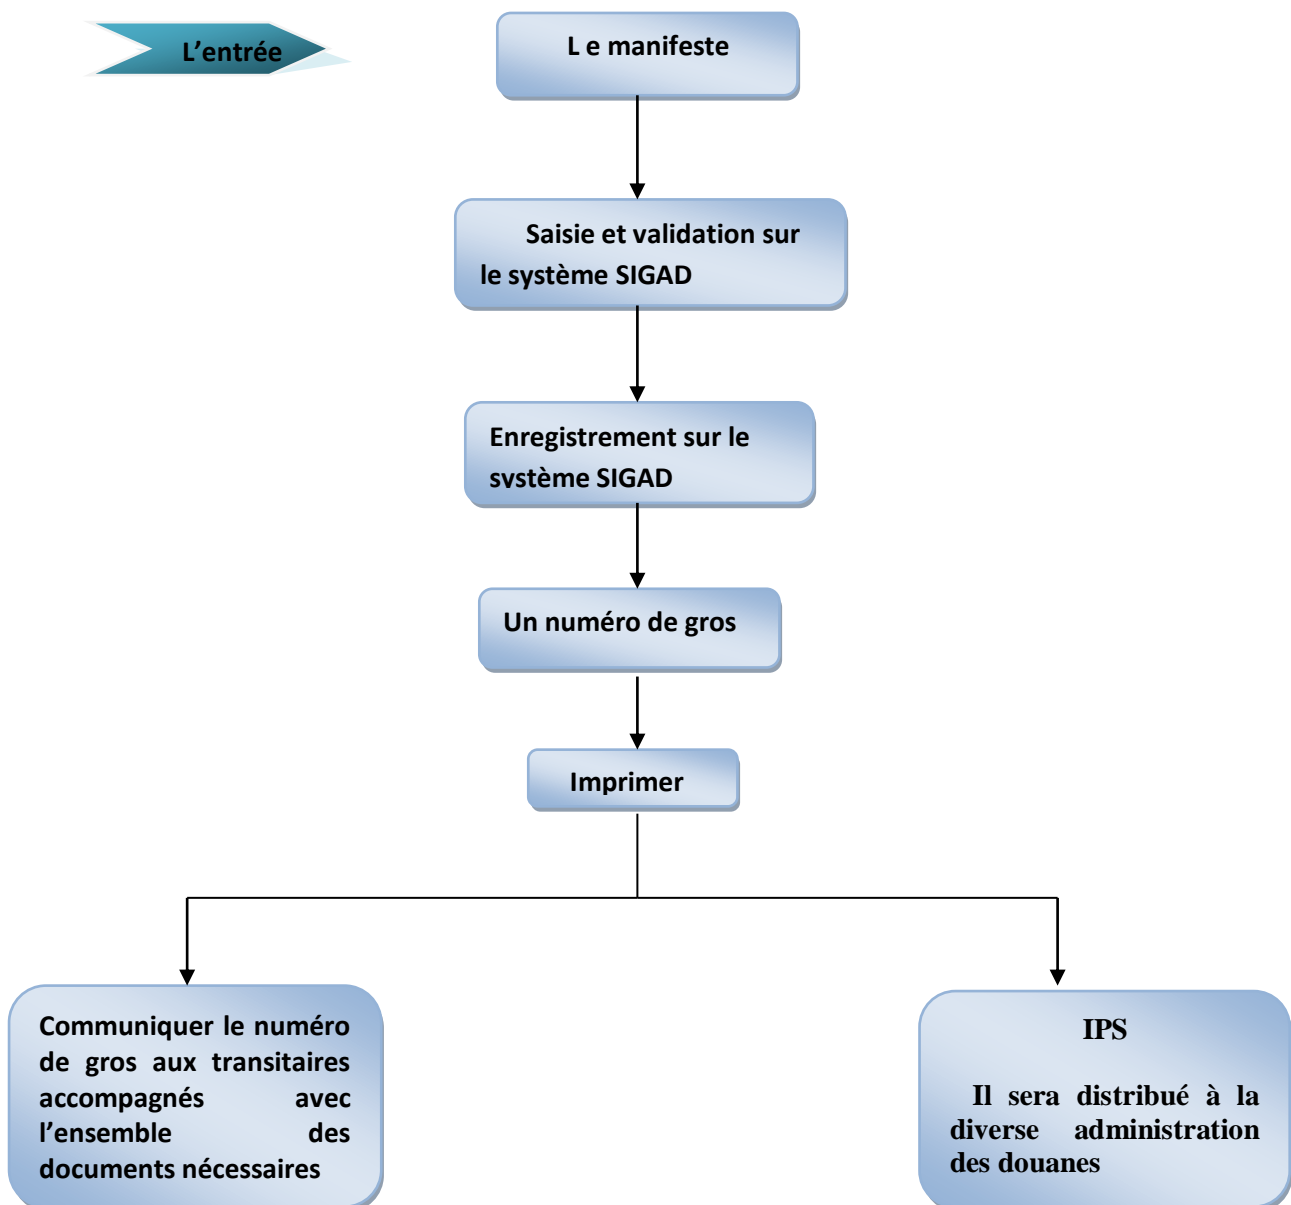 L'entrée
L e manifeste
Saisie et validation sur
le système SIGAD
Enregistrement sur le
système SIGAD
Un numéro de gros
Imprimer
Communiquer le numéro
de gros aux transitaires
accompagnés avec
l'ensemble des
documents nécessaires
IPS
Il sera distribué à la
diverse administration
des douanes